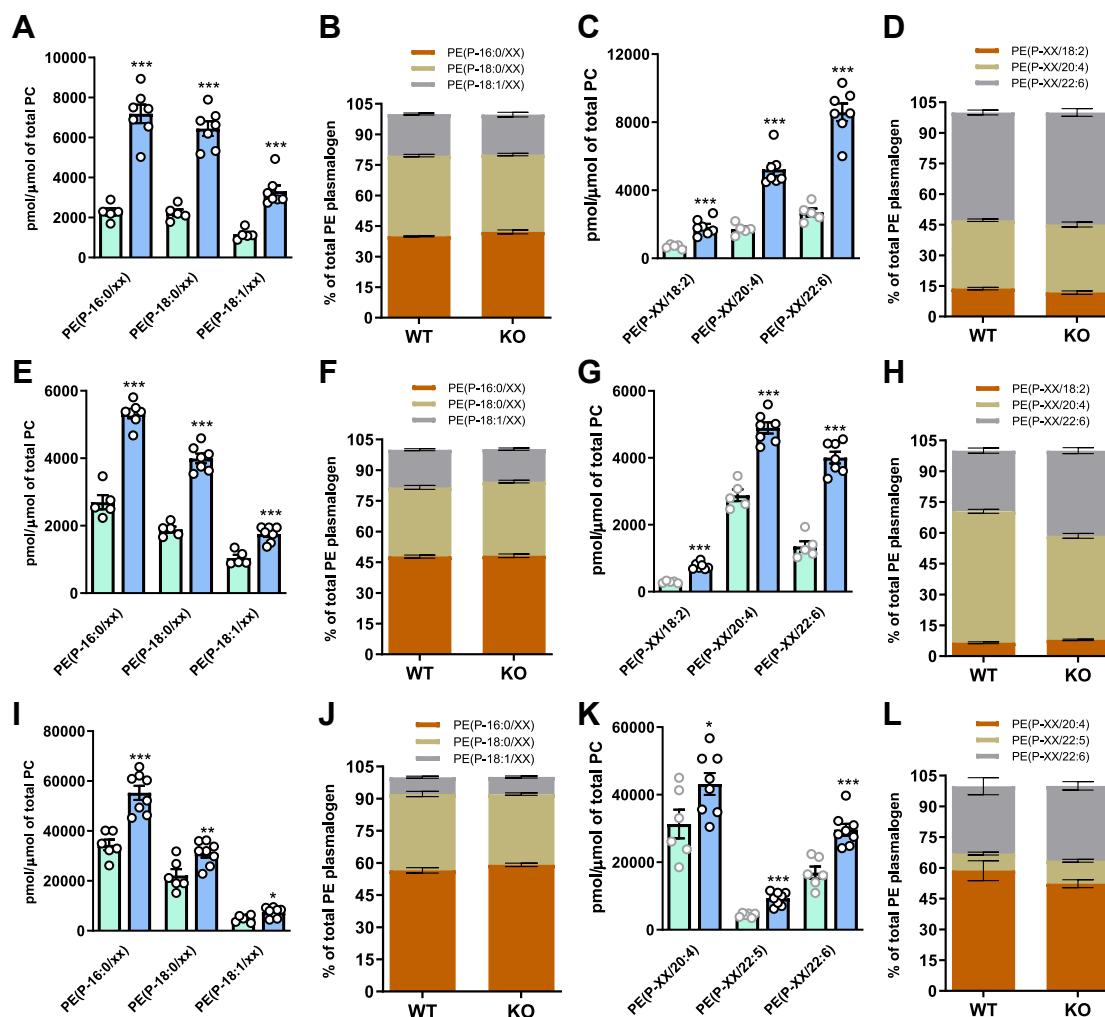 A
pmol/µmol of total PC
10000
8000
6000
4000
2000
0
***
***
***
PE(P-16:0/xx)
PE(P-18:0/xx)
PE(P-18:1/xx)
B
PE(P-16:0/XX)
PE(P-18:0/XX)
PE(P-18:1/XX)
% of total PE plasmalogen
105
90
75
60
45
30
15
0
WT KO
C
pmol/µmol of total PC
12000
8000
4000
0
***
***
***
PE(P-XX/18:2)
PE(P-XX/20:4)
PE(P-XX/22:6)
D
PE(P-XX/18:2)
PE(P-XX/20:4)
PE(P-XX/22:6)
% of total PE plasmalogen
105
90
75
60
45
30
15
0
WT KO
E
pmol/µmol of total PC
6000
4000
2000
0
***
***
***
PE(P-16:0/xx)
PE(P-18:0/xx)
PE(P-18:1/xx)
F
PE(P-16:0/XX)
PE(P-18:0/XX)
PE(P-18:1/XX)
% of total PE plasmalogen
105
90
75
60
45
30
15
0
WT KO
G
pmol/µmol of total PC
6000
4000
2000
0
***
***
***
PE(P-XX/18:2)
PE(P-XX/20:4)
PE(P-XX/22:6)
H
PE(P-XX/18:2)
PE(P-XX/20:4)
PE(P-XX/22:6)
% of total PE plasmalogen
105
90
75
60
45
30
15
0
WT KO
I
pmol/µmol of total PC
80000
60000
40000
20000
0
***
**
*
PE(P-16:0/xx)
PE(P-18:0/xx)
PE(P-18:1/xx)
J
PE(P-16:0/XX)
PE(P-18:0/XX)
PE(P-18:1/XX)
% of total PE plasmalogen
105
90
75
60
45
30
15
0
WT KO
K
pmol/µmol of total PC
60000
40000
20000
0
*
***
***
PE(P-XX/20:4)
PE(P-XX/22:5)
PE(P-XX/22:6)
L
PE(P-XX/20:4)
PE(P-XX/22:5)
PE(P-XX/22:6)
% of total PE plasmalogen
105
90
75
60
45
30
15
0
WT KO